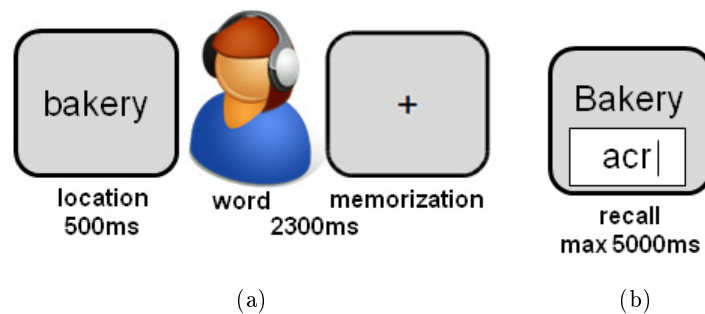 bakery
+
Bakery
acr
location
500ms
word
memorization
2300ms
recall
max 5000ms
(a)
(b)